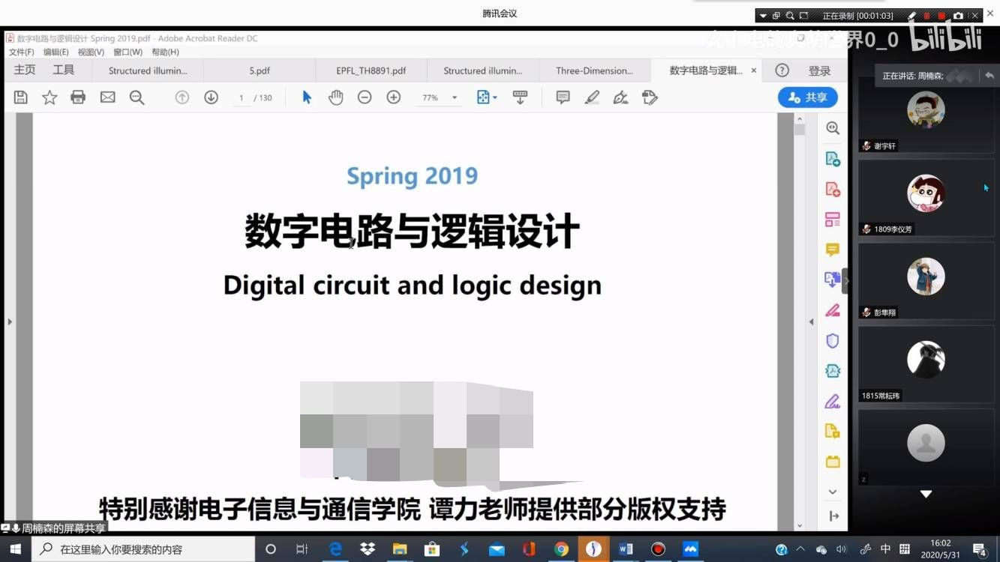 腾讯会议
正在录制 [00:01:03]
数字电路与逻辑设计 Spring 2019.pdf - Adobe Acrobat Reader DC
界0_0 bilibili
文件(F) 编辑(E) 视图(V) 窗口(W) 帮助(H)
主页 工具 Structured illumin... 5.pdf EPFL_TH8891.pdf Structured illumin... Three-Dimension... 数字电路与逻辑... 登录
正在讲话: 周楠森;
1 / 130 77% 共享
Spring 2019
数字电路与逻辑设计
Digital circuit and logic design
特别感谢电子信息与通信学院 谭力老师提供部分版权支持
谢宇轩
1809李仪芳
彭隼翔
1815常耘玮
z
周楠森的屏幕共享
在这里输入你要搜索的内容
中
16:02
2020/5/31
4